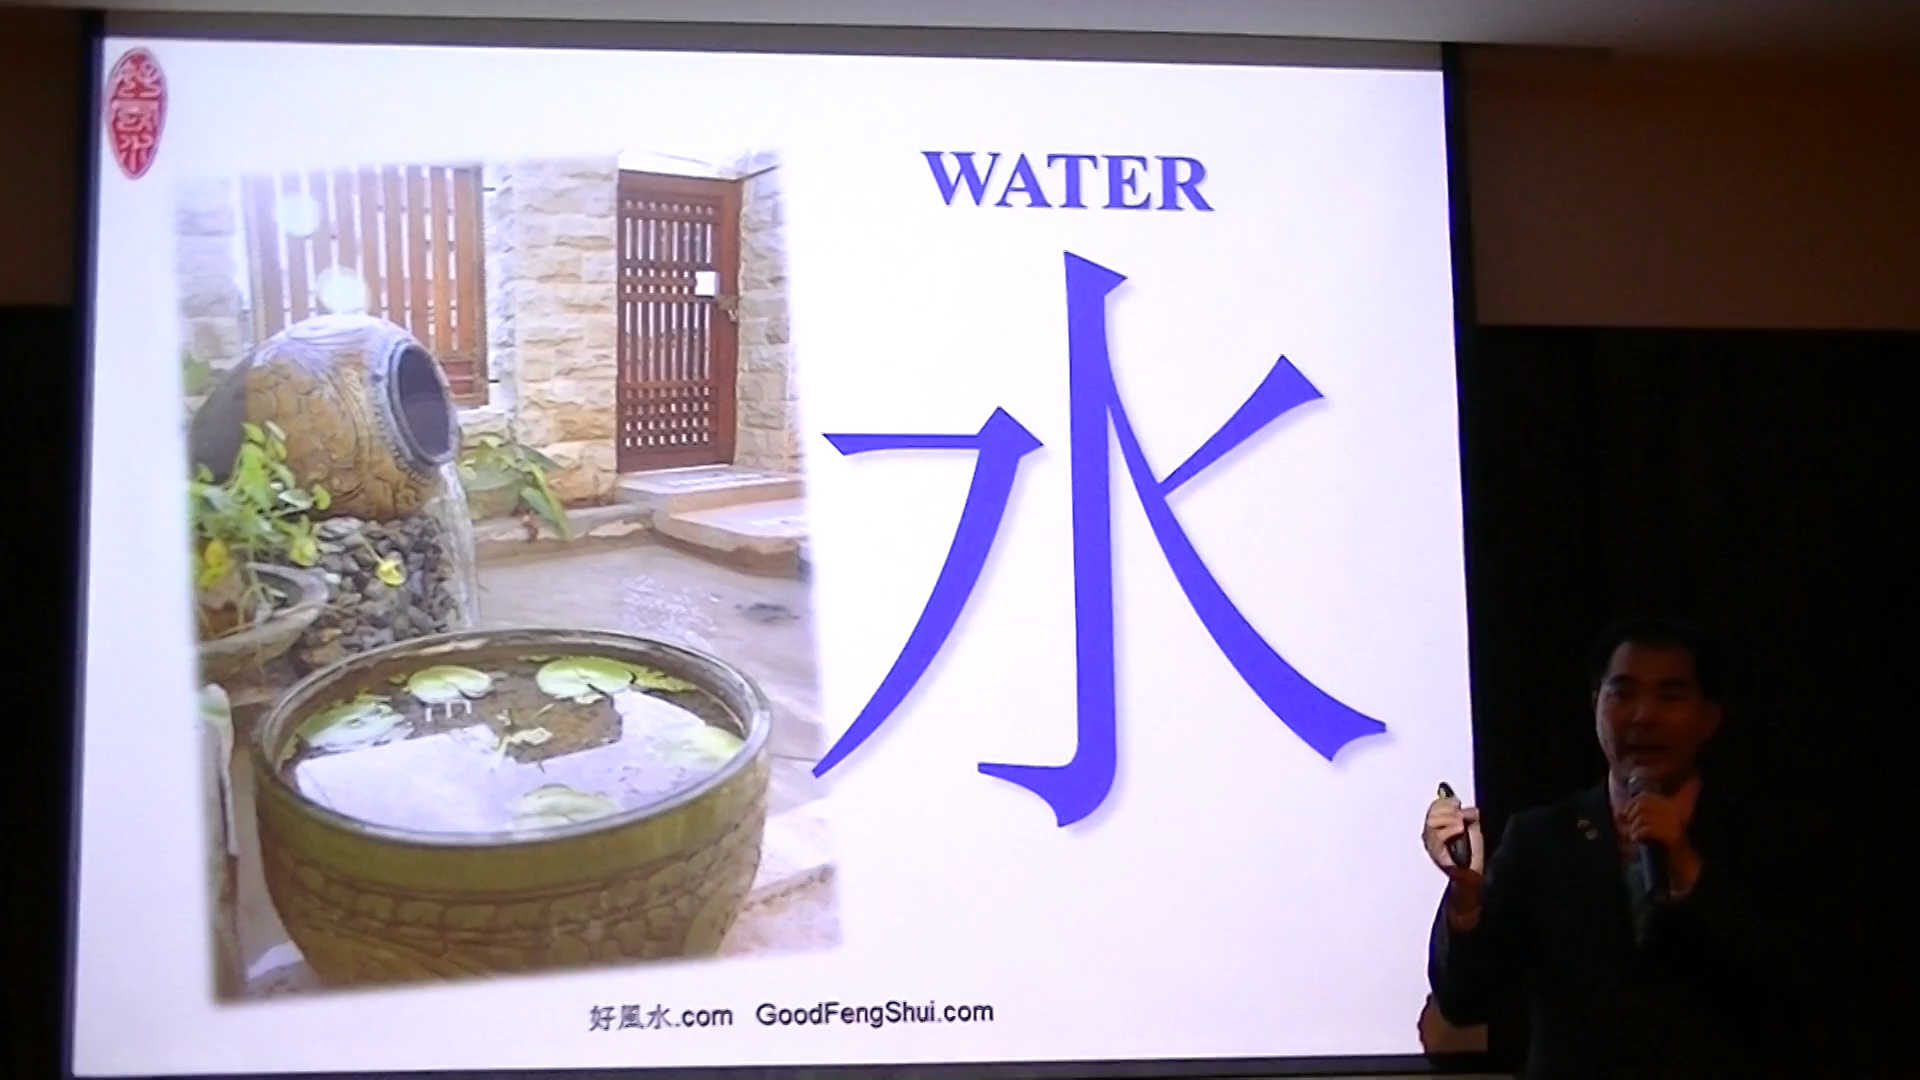 WATER
水
好風水.com GoodFengShui.com